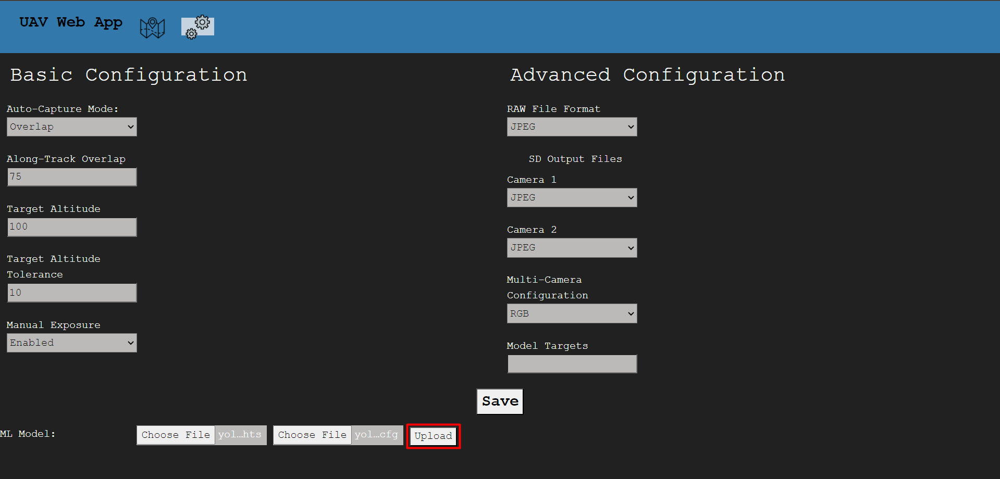 UAV Web App
Basic Configuration
Auto-Capture Mode:
Overlap
Along-Track Overlap
75
Target Altitude
100
Target Altitude
Tolerance
10
Manual Exposure
Enabled
Advanced Configuration
RAW File Format
JPEG
SD Output Files
Camera 1
JPEG
Camera 2
JPEG
Multi-Camera
Configuration
RGB
Model Targets
Save
ML Model:
Choose File yol…hts
Choose File yol…cfg
Upload